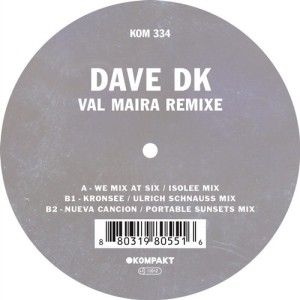 KOM 334
DAVE DK
VAL MAIRA REMIXE
A - WE MIX AT SIX / ISOLEE MIX
B1 - KRONSEE / ULRICH SCHNAUSS MIX
B2 - NUEVA CANCION / PORTABLE SUNSETS MIX
8 80319 80551 6
KOMPAKT